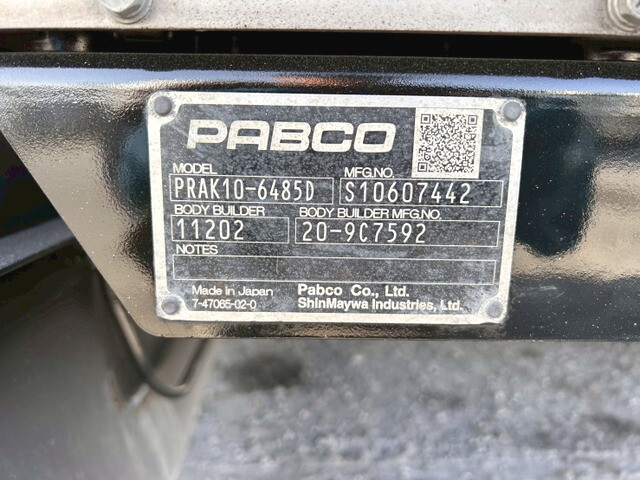 PABCO
MODEL MFG.NO.
PRAK10-6485D S10607442
BODY BUILDER BODY BUILDER MFG.NO.
11202 20-9C7592
NOTES
Made in Japan Pabco Co., Ltd.
7-47065-02-0 ShinMaywa Industries, Ltd.